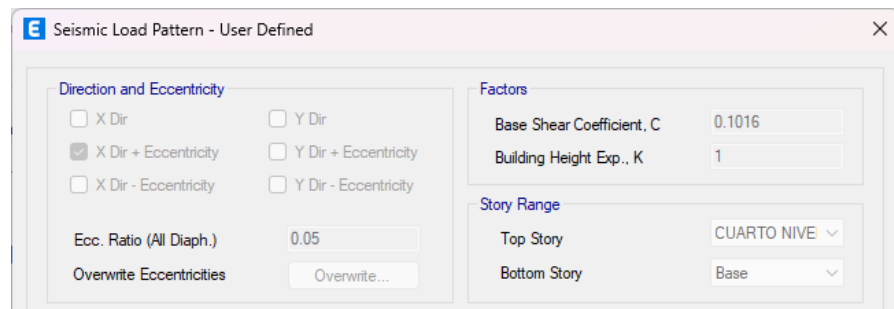 E Seismic Load Pattern - User Defined
Direction and Eccentricity
X Dir
Y Dir
X Dir + Eccentricity
Y Dir + Eccentricity
X Dir - Eccentricity
Y Dir - Eccentricity
Ecc. Ratio (All Diaph.) 0.05
Overwrite Eccentricities Overwrite...
Factors
Base Shear Coefficient, C 0.1016
Building Height Exp., K 1
Story Range
Top Story CUARTO NIVE
Bottom Story Base